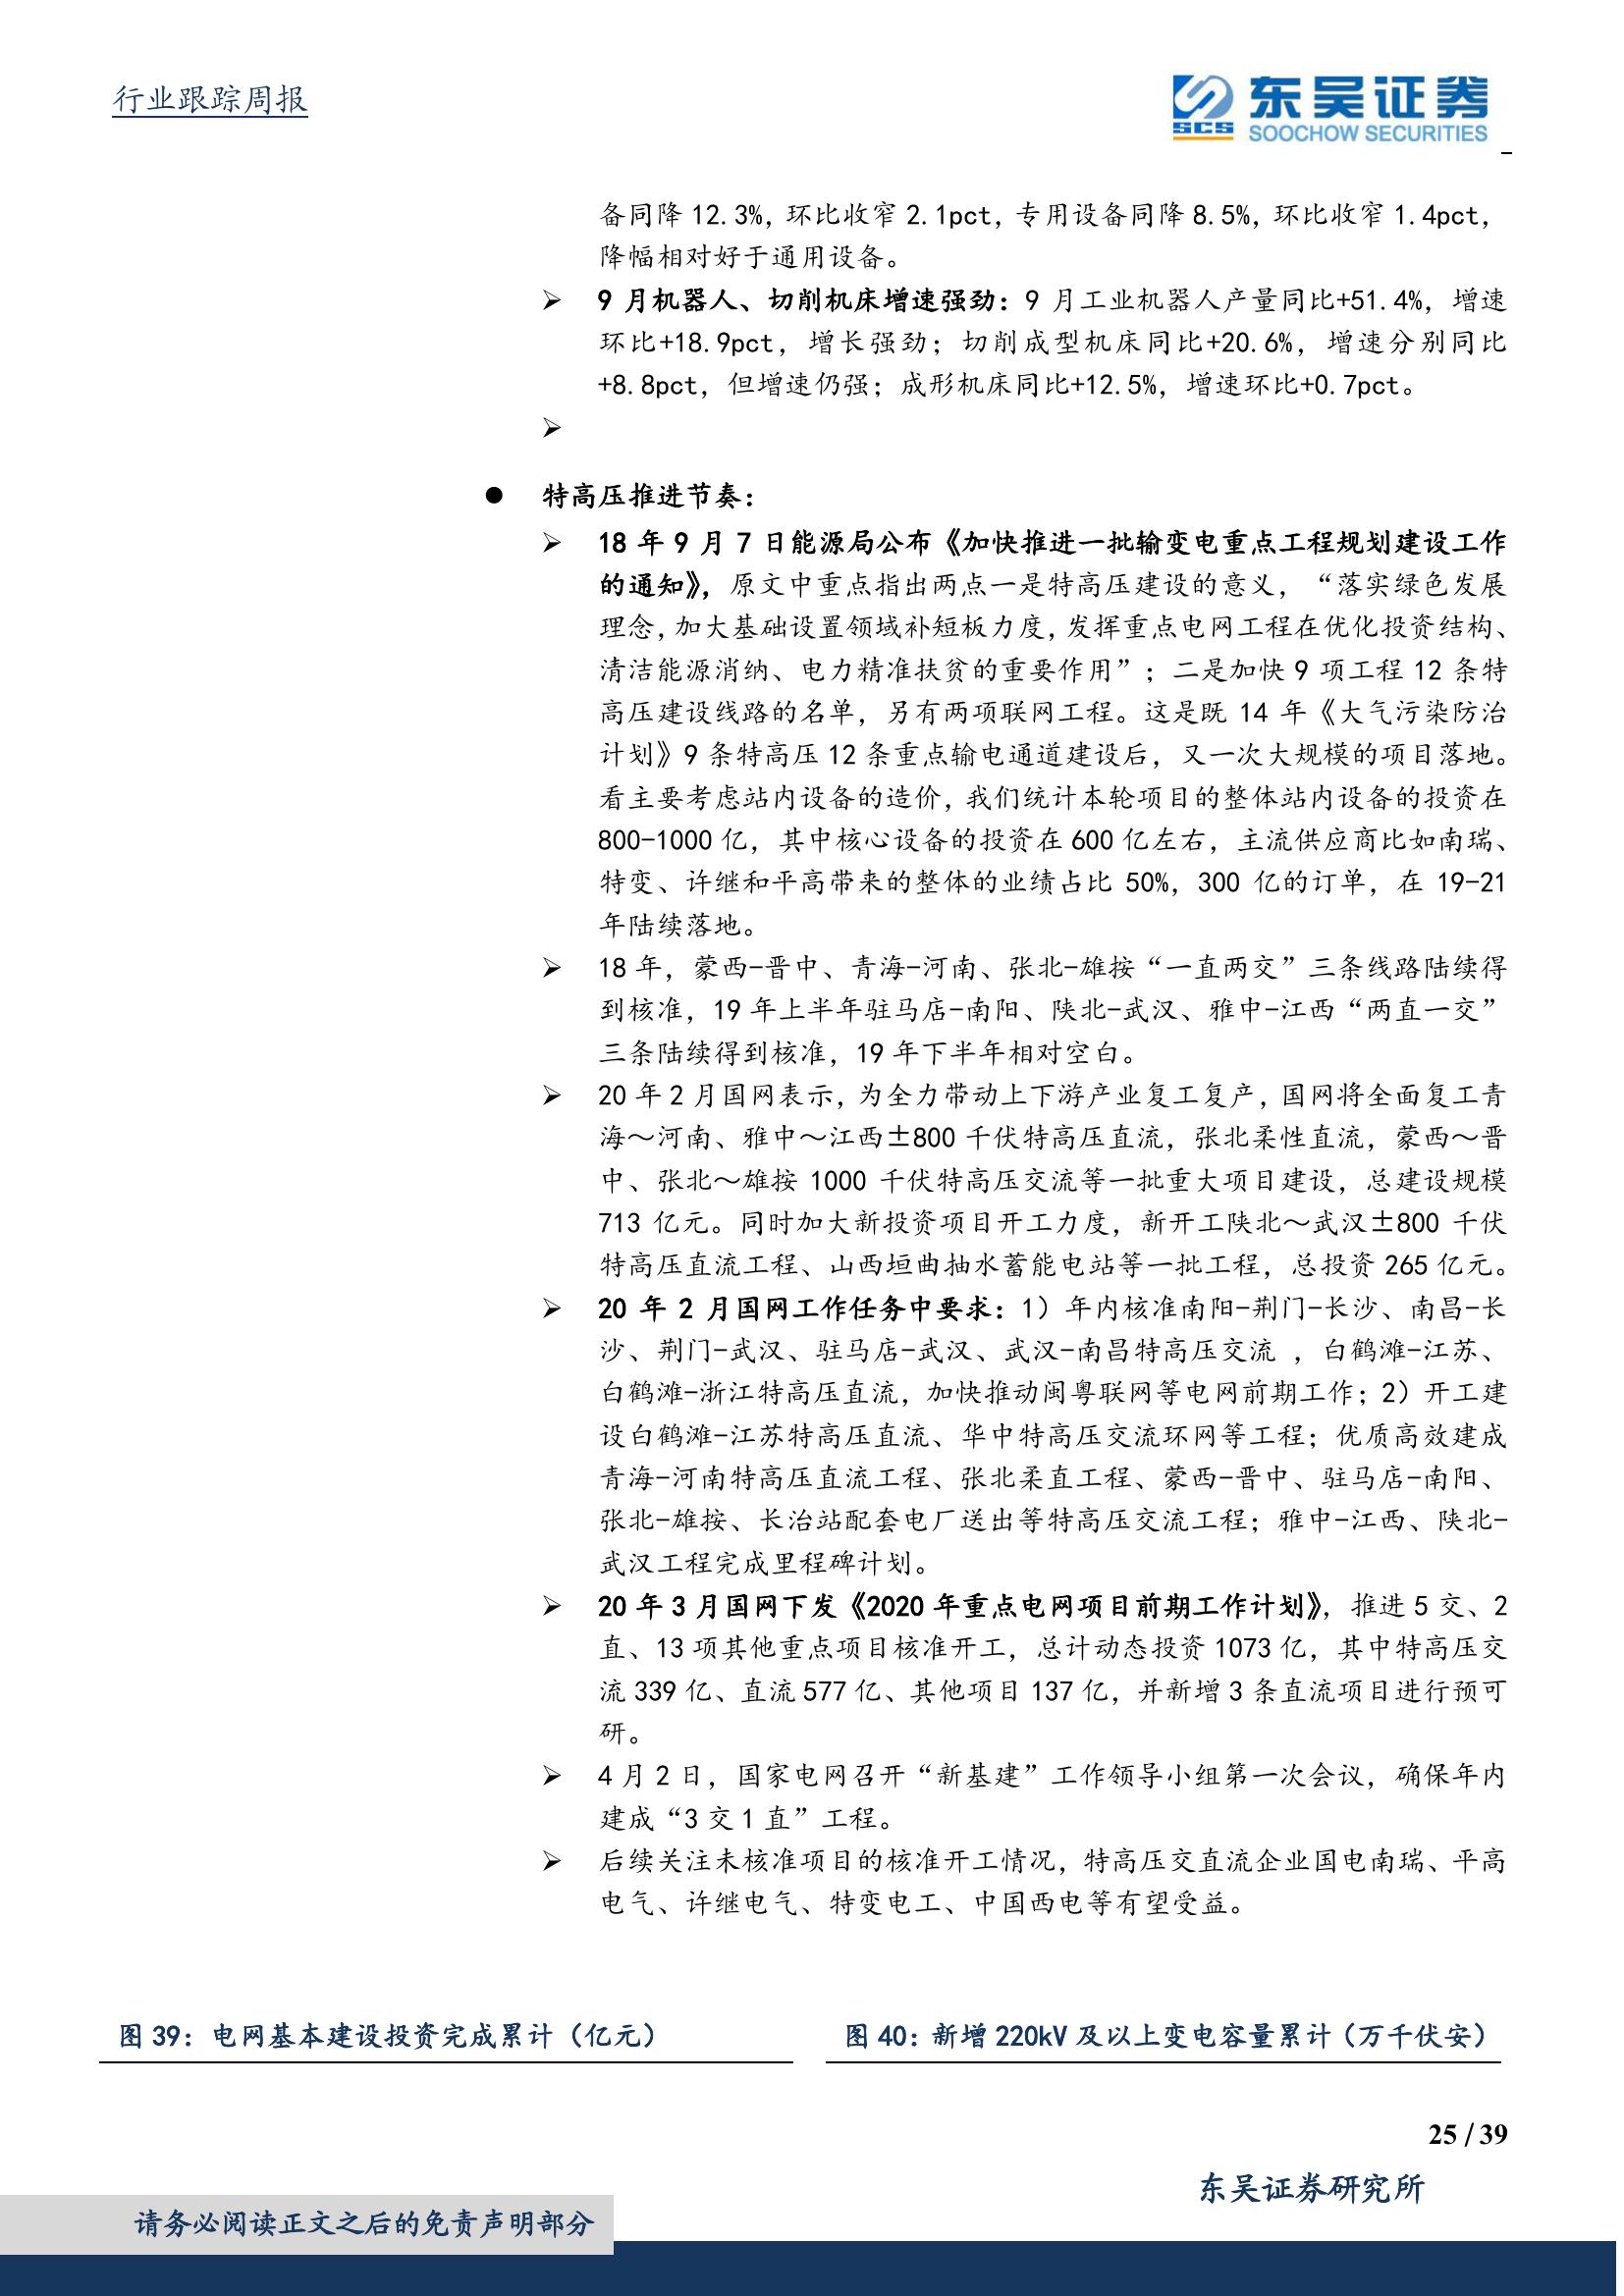 行业跟踪周报
SCS
东吴证券
SOOCHOW SECURITIES
备同降 12.3%，环比收窄 2.1pct，专用设备同降 8.5%，环比收窄 1.4pct，
降幅相对好于通用设备。
➢ 9 月机器人、切削机床增速强劲：9 月工业机器人产量同比+51.4%，增速
环比+18.9pct，增长强劲；切削成型机床同比+20.6%，增速分别同比
+8.8pct，但增速仍强；成形机床同比+12.5%，增速环比+0.7pct。
➢
● 特高压推进节奏：
➢ 18 年 9 月 7 日能源局公布《加快推进一批输变电重点工程规划建设工作
的通知》，原文中重点指出两点一是特高压建设的意义，“落实绿色发展
理念，加大基础设置领域补短板力度，发挥重点电网工程在优化投资结构、
清洁能源消纳、电力精准扶贫的重要作用”；二是加快 9 项工程 12 条特
高压建设线路的名单，另有两项联网工程。这是既 14 年《大气污染防治
计划》9 条特高压 12 条重点输电通道建设后，又一次大规模的项目落地。
看主要考虑站内设备的造价，我们统计本轮项目的整体站内设备的投资在
800-1000 亿，其中核心设备的投资在 600 亿左右，主流供应商比如南瑞、
特变、许继和平高带来的整体的业绩占比 50%，300 亿的订单，在 19-21
年陆续落地。
➢ 18 年，蒙西-晋中、青海-河南、张北-雄按“一直两交”三条线路陆续得
到核准，19 年上半年驻马店-南阳、陕北-武汉、雅中-江西“两直一交”
三条陆续得到核准，19 年下半年相对空白。
➢ 20 年 2 月国网表示，为全力带动上下游产业复工复产，国网将全面复工青
海～河南、雅中～江西±800 千伏特高压直流，张北柔性直流，蒙西～晋
中、张北～雄按 1000 千伏特高压交流等一批重大项目建设，总建设规模
713 亿元。同时加大新投资项目开工力度，新开工陕北～武汉±800 千伏
特高压直流工程、山西垣曲抽水蓄能电站等一批工程，总投资 265 亿元。
➢ 20 年 2 月国网工作任务中要求：1）年内核准南阳-荆门-长沙、南昌-长
沙、荆门-武汉、驻马店-武汉、武汉-南昌特高压交流 ，白鹤滩-江苏、
白鹤滩-浙江特高压直流，加快推动闽粤联网等电网前期工作；2）开工建
设白鹤滩-江苏特高压直流、华中特高压交流环网等工程；优质高效建成
青海-河南特高压直流工程、张北柔直工程、蒙西-晋中、驻马店-南阳、
张北-雄按、长治站配套电厂送出等特高压交流工程；雅中-江西、陕北-
武汉工程完成里程碑计划。
➢ 20 年 3 月国网下发《2020 年重点电网项目前期工作计划》，推进 5 交、2
直、13 项其他重点项目核准开工，总计动态投资 1073 亿，其中特高压交
流 339 亿、直流 577 亿、其他项目 137 亿，并新增 3 条直流项目进行预可
研。
➢ 4 月 2 日，国家电网召开“新基建”工作领导小组第一次会议，确保年内
建成“3 交 1 直”工程。
➢ 后续关注未核准项目的核准开工情况，特高压交直流企业国电南瑞、平高
电气、许继电气、特变电工、中国西电等有望受益。
图 39：电网基本建设投资完成累计（亿元）
图 40：新增 220kV 及以上变电容量累计（万千伏安）
25 / 39
东吴证券研究所
请务必阅读正文之后的免责声明部分